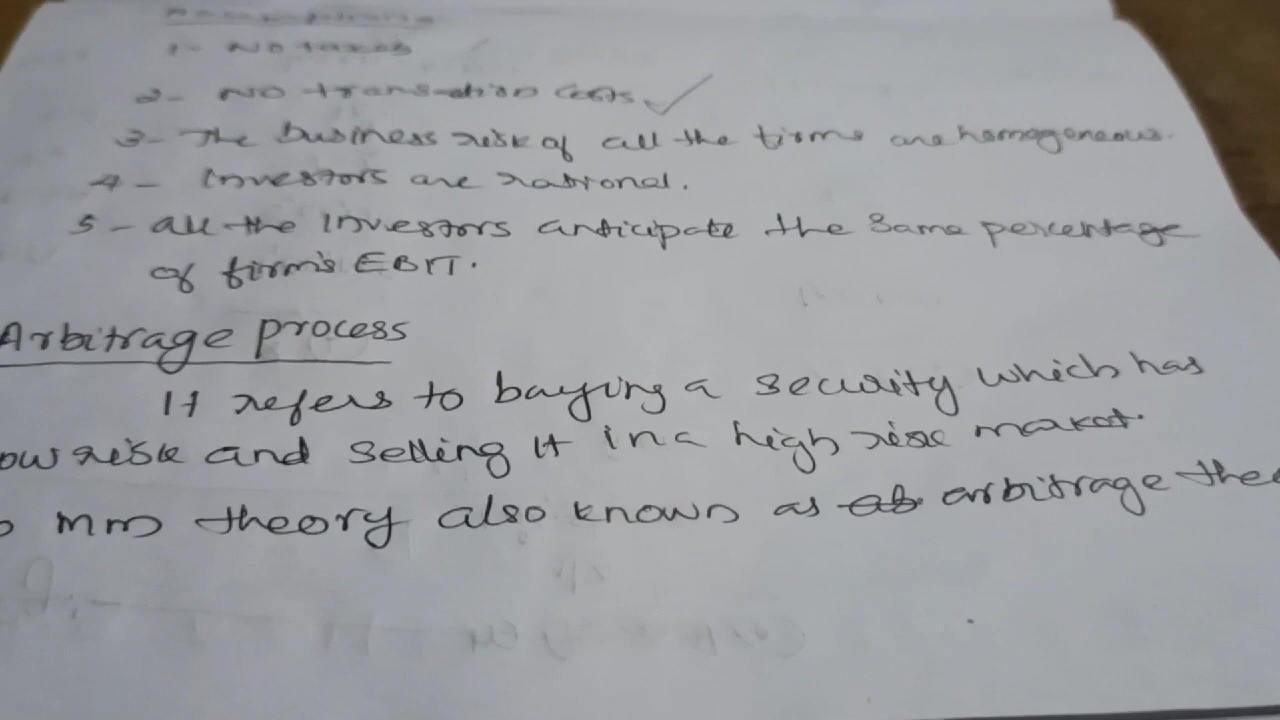 Assumptions
1- No taxes
2- No transaction costs. ✓
3- The business risk of all the firms are homogeneous.
4- Investors are rational.
5- all the investors anticipate the same percentage
of firm's EBIT.
Arbitrage process
It refers to buying a security which has
ow risk and selling it in a high risk market.
mm theory also known as arbitrage the